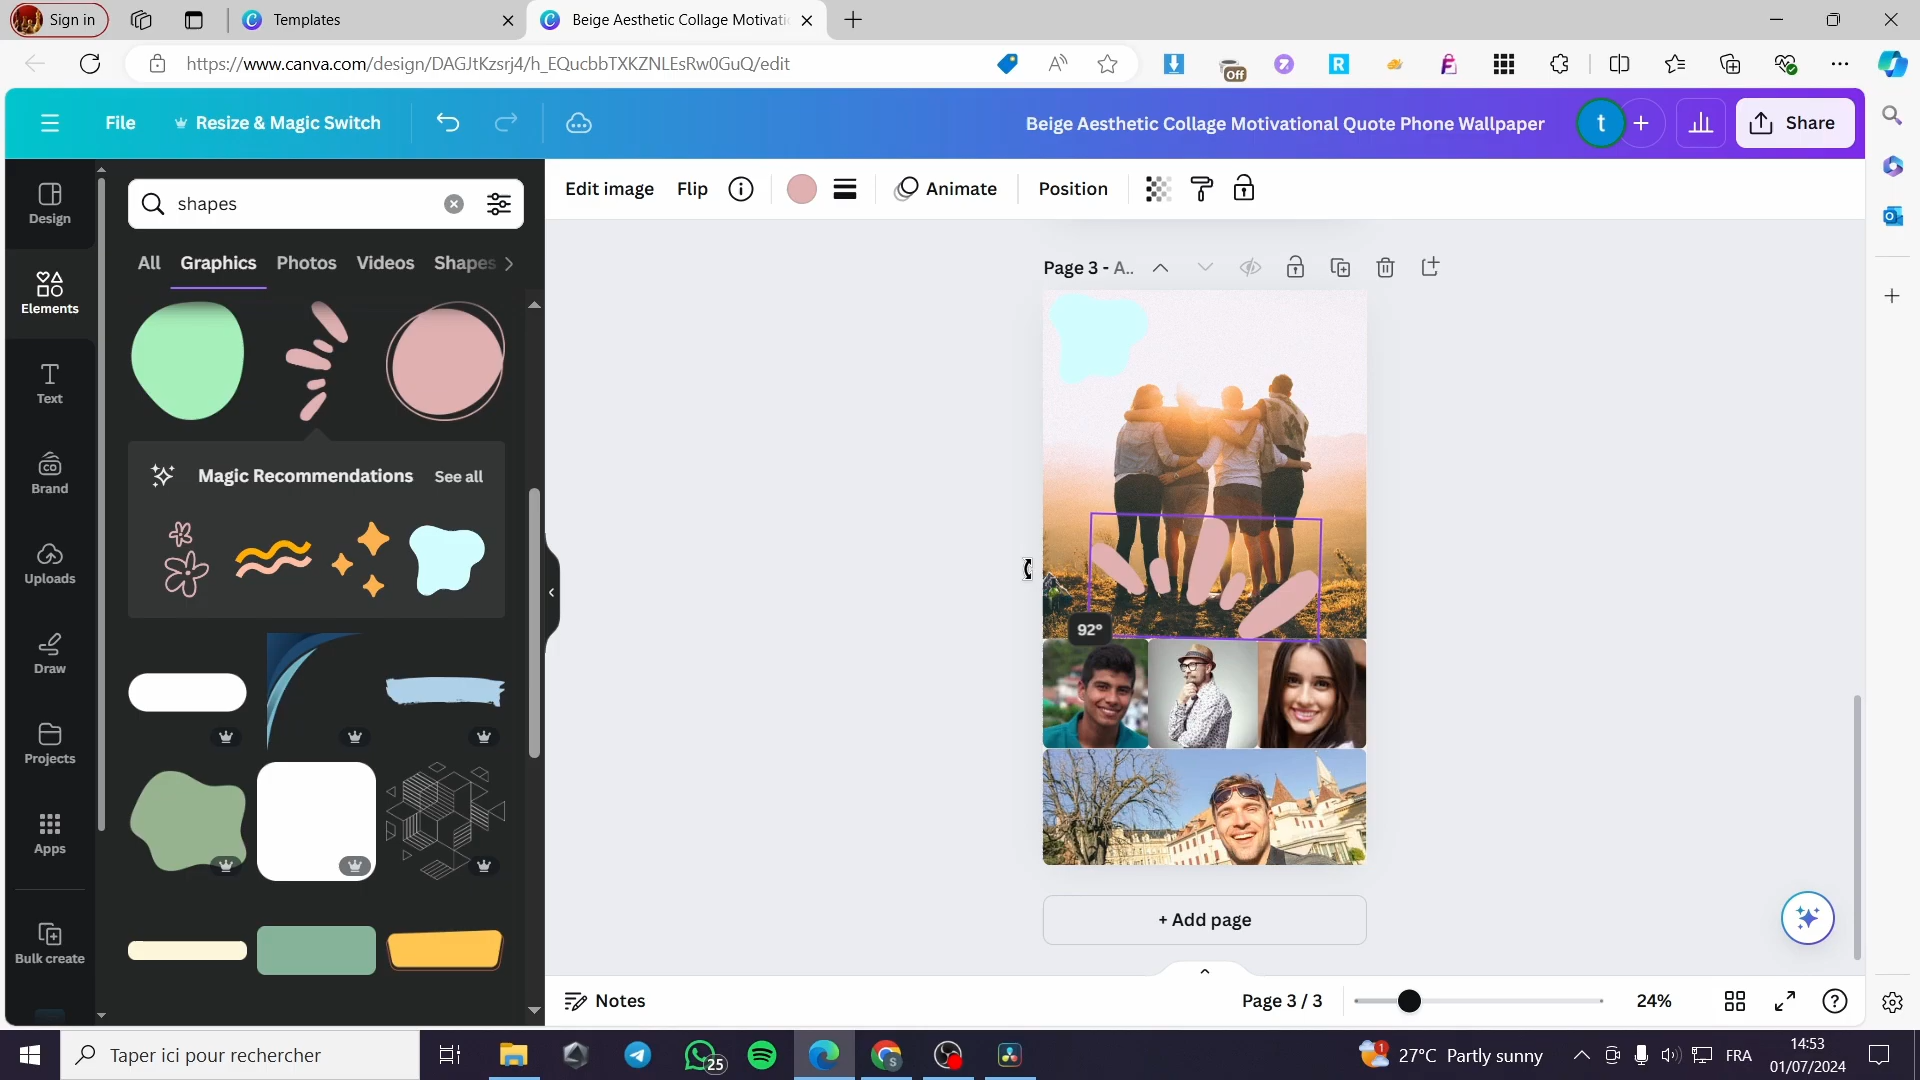 Sign in
Templates
Beige Aesthetic Collage Motivati
https://www.canva.com/design/DAGJtKzsrj4/h_EQucbbTXKZNLEsRw0GuQ/edit
Off
File
Resize & Magic Switch
Beige Aesthetic Collage Motivational Quote Phone Wallpaper
t
Share
Design
Elements
Text
Brand
Uploads
Draw
Projects
Apps
Bulk create
shapes
All
Graphics
Photos
Videos
Shapes
Magic Recommendations
See all
Edit image
Flip
Animate
Position
Page 3 - A..
92°
+ Add page
Notes
Page 3 / 3
24%
Taper ici pour rechercher
25
27°C Partly sunny
FRA
14:53
01/07/2024